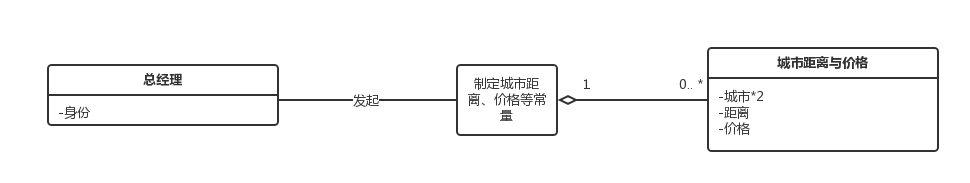 总经理
-身份
发起
制定城市距
离、价格等常
量
1
0.. *
城市距离与价格
-城市*2
-距离
-价格